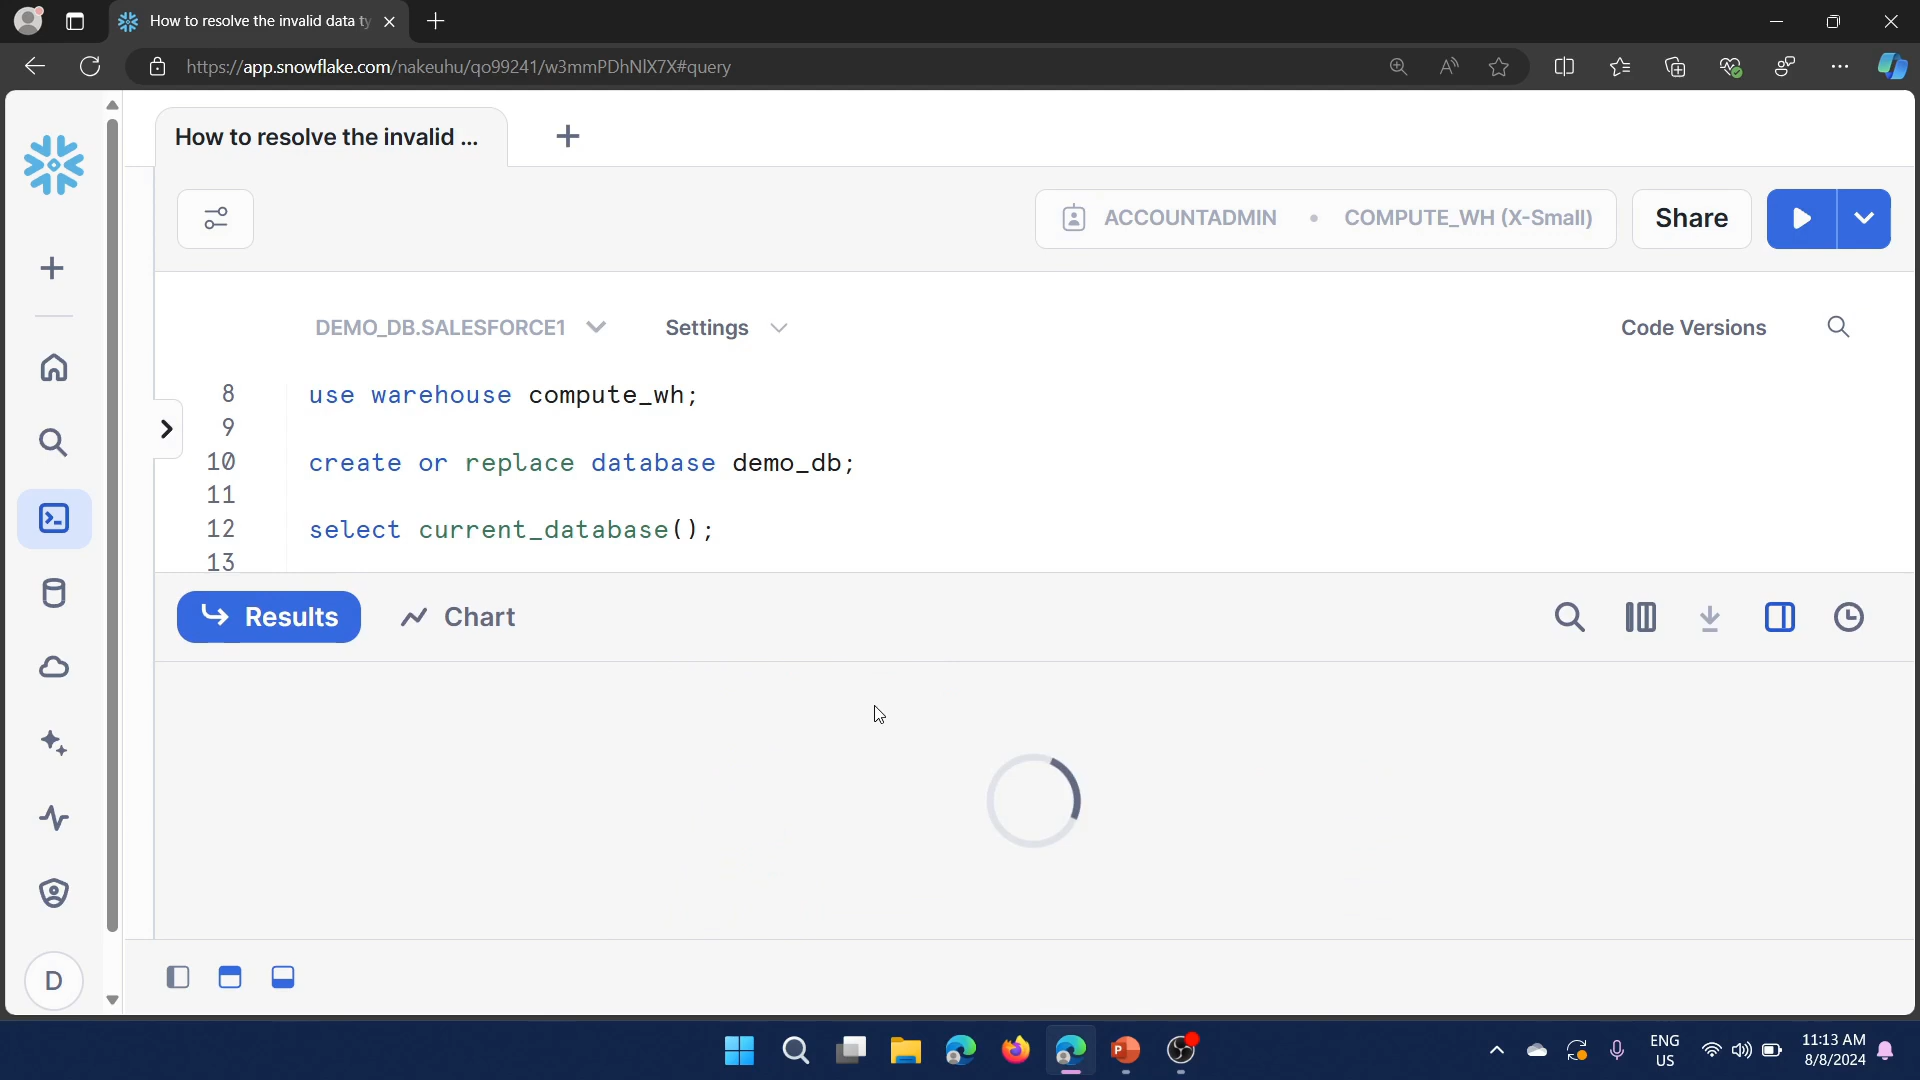 How to resolve the invalid data ty
https://app.snowflake.com/nakeuhu/qo99241/w3mmPDhNlX7X#query
How to resolve the invalid ...
ACCOUNTADMIN • COMPUTE_WH (X-Small)
Share
DEMO_DB.SALESFORCE1
Settings
Code Versions
8 use warehouse compute_wh;
9
10 create or replace database demo_db;
11
12 select current_database();
13
Results
Chart
D
ENG
US
11:13 AM
8/8/2024